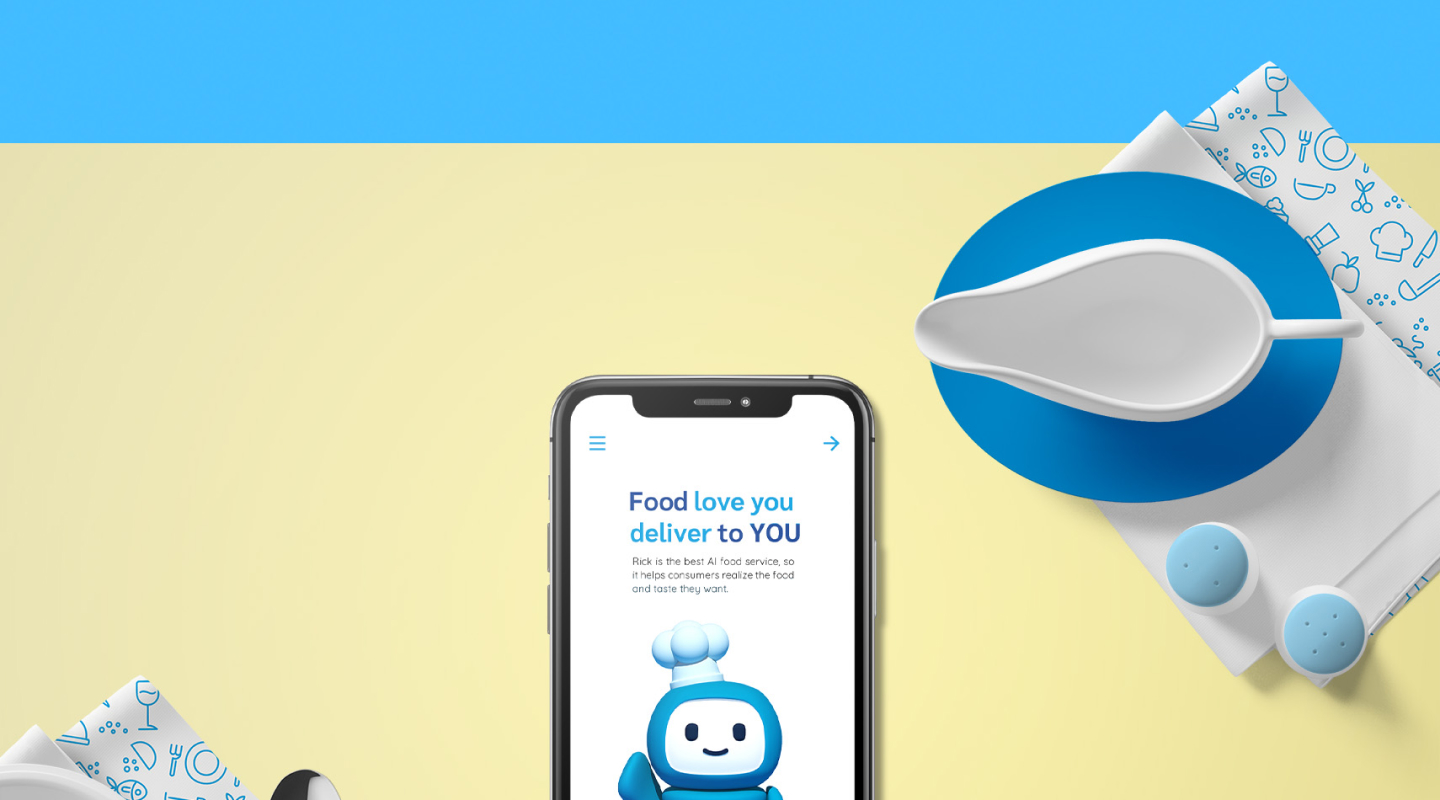 Food love you
deliver to YOU
Rick is the best AI food service, so
it helps consumers realize the food
and taste they want.